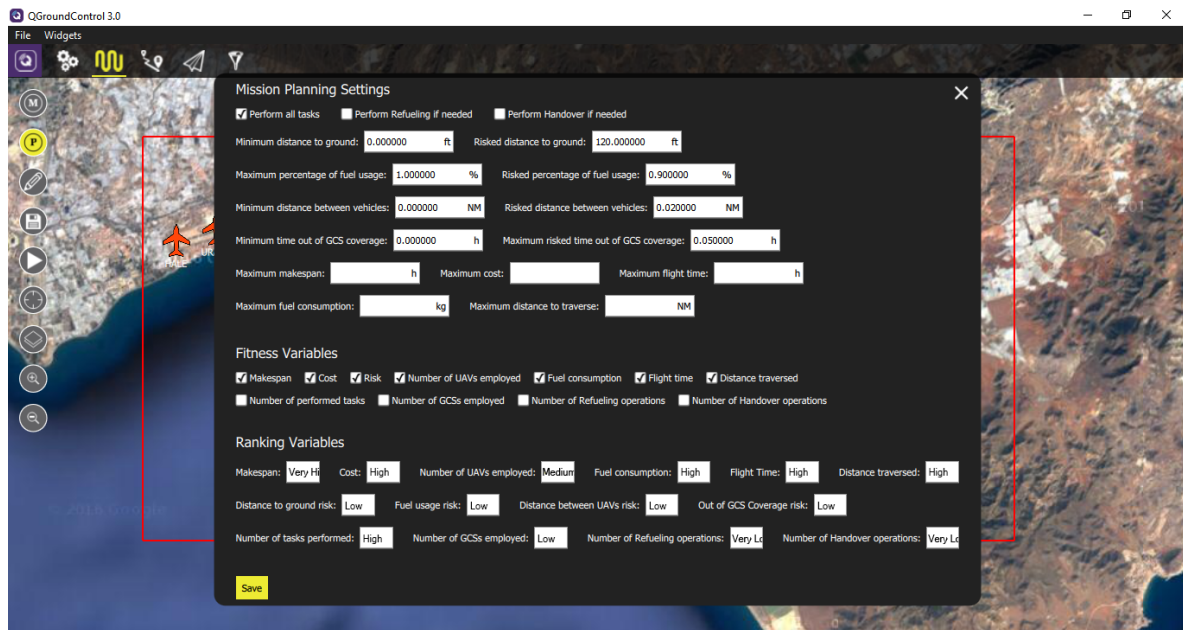 QGroundControl 3.0
File Widgets
Mission Planning Settings
Perform all tasks Perform Refueling if needed Perform Handover if needed
Minimum distance to ground: 0.000000 ft Risked distance to ground: 120.000000 ft
Maximum percentage of fuel usage: 1.000000 % Risked percentage of fuel usage: 0.900000 %
Minimum distance between vehicles: 0.000000 NM Risked distance between vehicles: 0.020000 NM
Minimum time out of GCS coverage: 0.000000 h Maximum risked time out of GCS coverage: 0.050000 h
Maximum makespan: h Maximum cost: Maximum flight time: h
Maximum fuel consumption: kg Maximum distance to traverse: NM
Fitness Variables
Makespan Cost Risk Number of UAVs employed Fuel consumption Flight time Distance traversed
Number of performed tasks Number of GCSs employed Number of Refueling operations Number of Handover operations
Ranking Variables
Makespan: Very Hi Cost: High Number of UAVs employed: Medium Fuel consumption: High Flight Time: High Distance traversed: High
Distance to ground risk: Low Fuel usage risk: Low Distance between UAVs risk: Low Out of GCS Coverage risk: Low
Number of tasks performed: High Number of GCSs employed: Low Number of Refueling operations: Very Lo Number of Handover operations: Very Lo
Save
M
P
HALE
UR
© 2016 Google